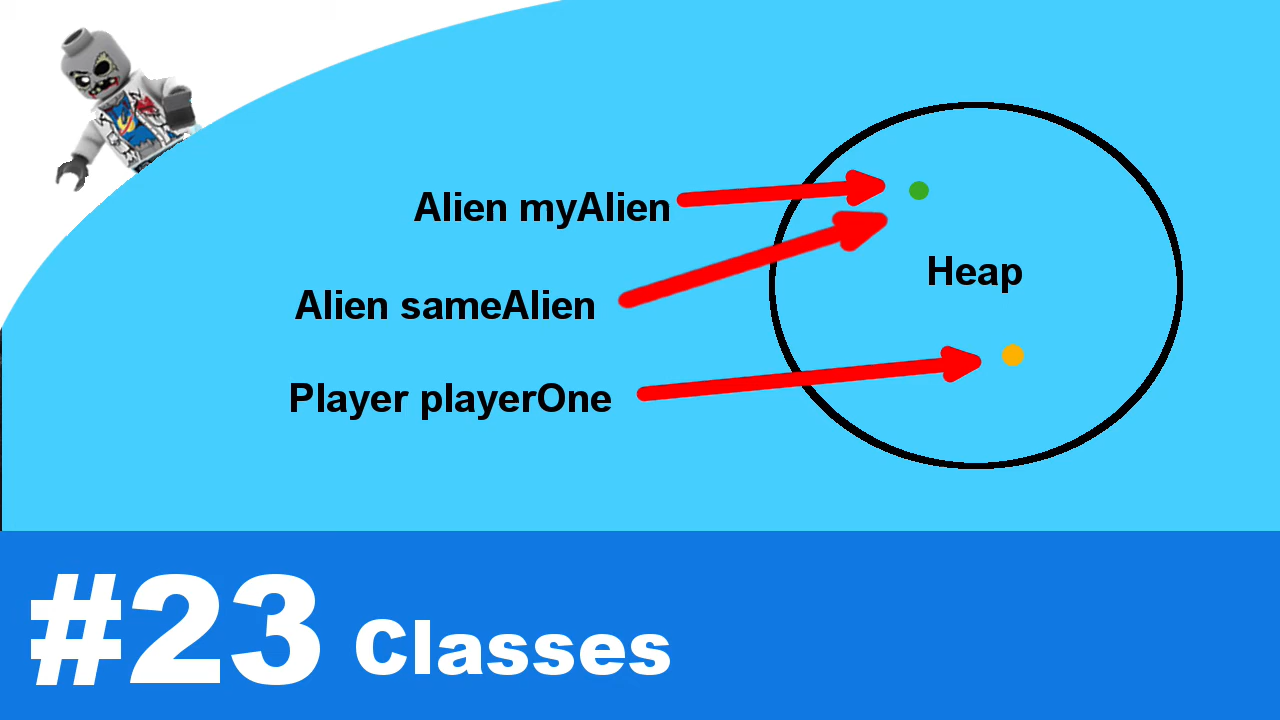 Alien myAlien
Alien sameAlien
Heap
Player playerOne
#23 Classes